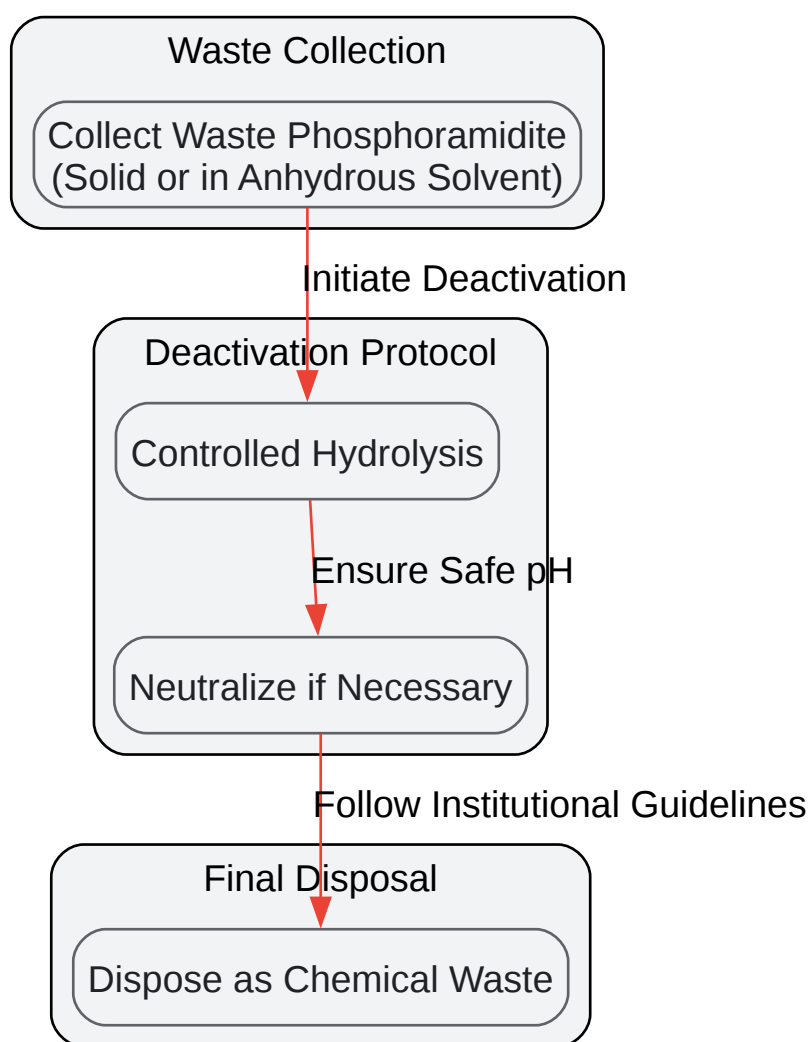 Waste Collection
Collect Waste Phosphoramidite
(Solid or in Anhydrous Solvent)
Initiate Deactivation
Deactivation Protocol
Controlled Hydrolysis
Ensure Safe pH
Neutralize if Necessary
Follow Institutional Guidelines
Final Disposal
Dispose as Chemical Waste